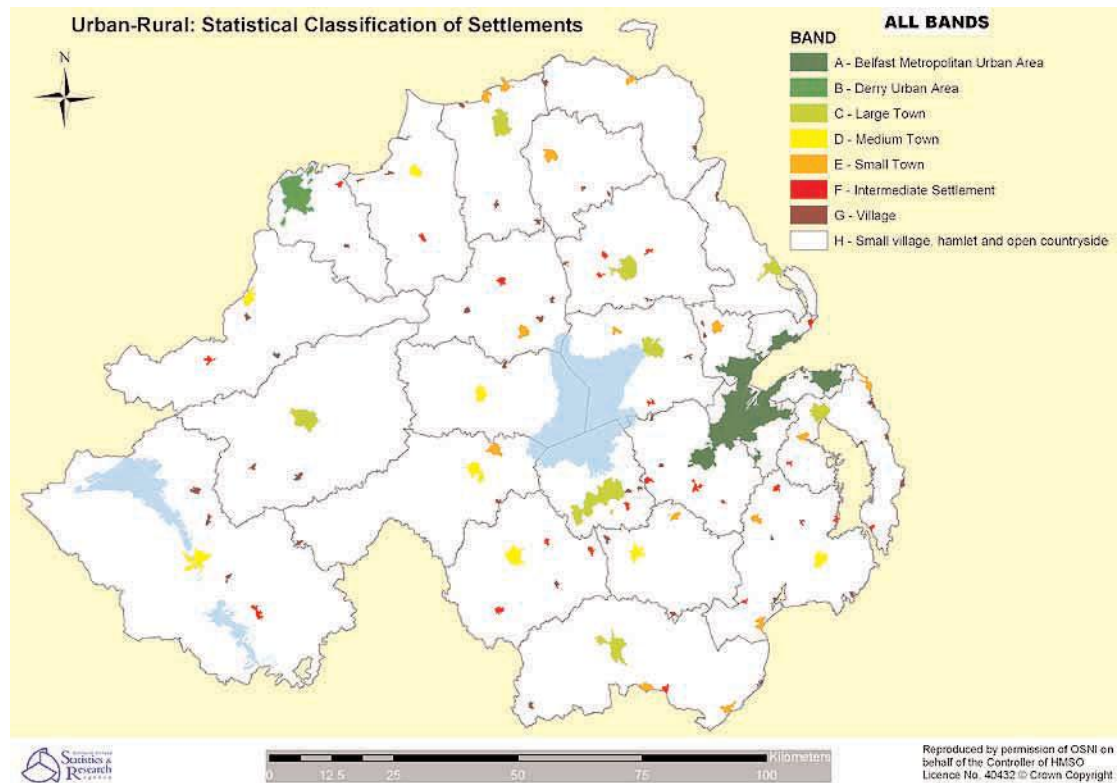 Urban-Rural: Statistical Classification of Settlements
ALL BANDS
N
BAND
A - Belfast Metropolitan Urban Area
B - Derry Urban Area
C - Large Town
D - Medium Town
E - Small Town
F - Intermediate Settlement
G - Village
H - Small village, hamlet and open countryside
Statistics &
Research
Kilometers
0 12.5 25 50 75 100
Reproduced by permission of OSNI on
behalf of the Controller of HMSO
Licence No. 40432 © Crown Copyright